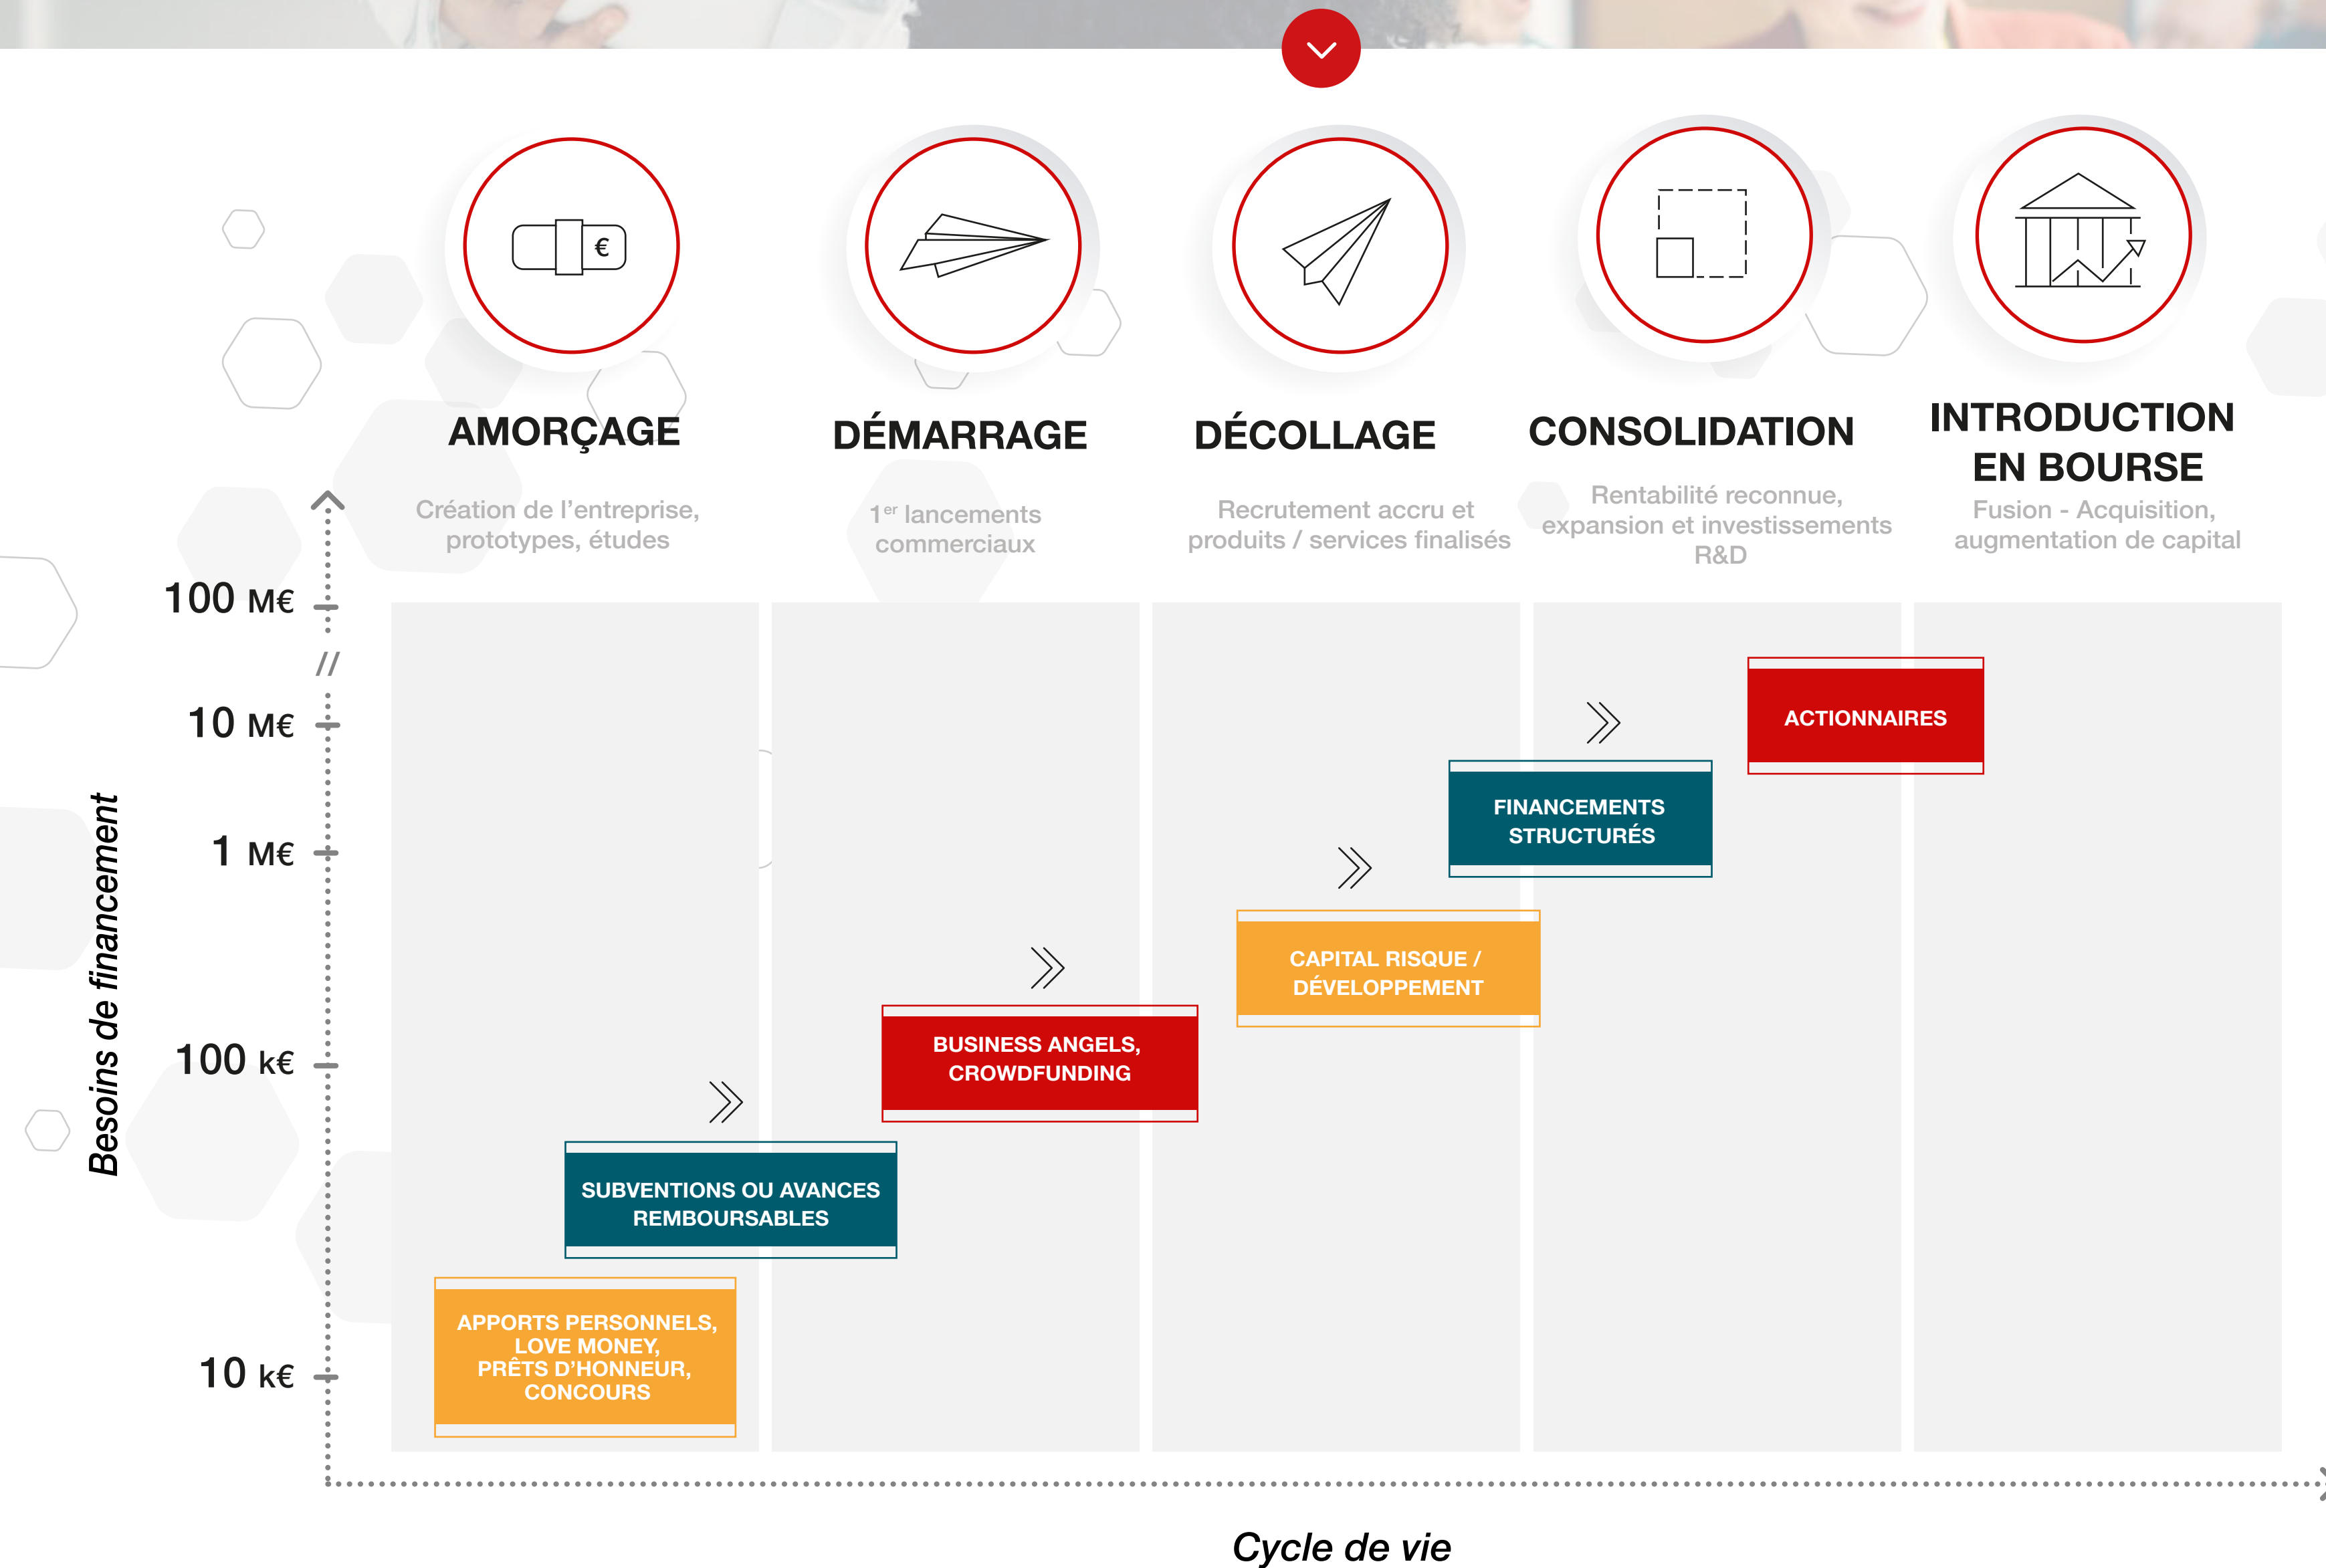 €
AMORÇAGE
Création de l’entreprise,
prototypes, études
DÉMARRAGE
1er lancements
commerciaux
DÉCOLLAGE
Recrutement accru et
produits / services finalisés
CONSOLIDATION
Rentabilité reconnue,
expansion et investissements
R&D
INTRODUCTION
EN BOURSE
Fusion - Acquisition,
augmentation de capital
Besoins de financement
100 M€
//
10 M€
1 M€
100 k€
10 k€
ACTIONNAIRES
FINANCEMENTS
STRUCTURÉS
CAPITAL RISQUE /
DÉVELOPPEMENT
BUSINESS ANGELS,
CROWDFUNDING
SUBVENTIONS OU AVANCES
REMBOURSABLES
APPORTS PERSONNELS,
LOVE MONEY,
PRÊTS D’HONNEUR,
CONCOURS
Cycle de vie